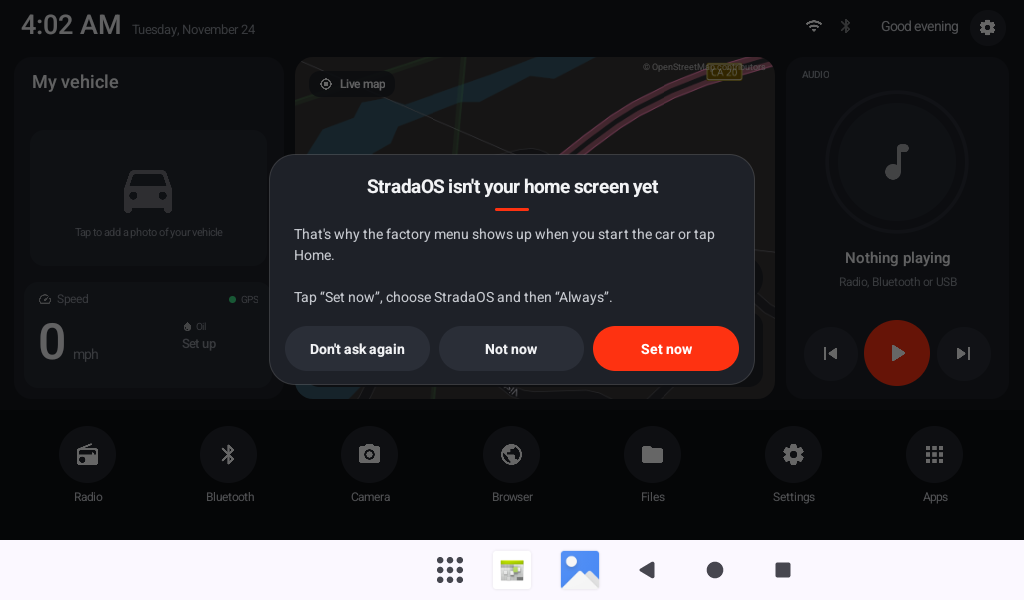 4:02 AM
Tuesday, November 24
Good evening
My vehicle
Live map
© OpenStreetMap contributors
CA 20
AUDIO
Tap to add a photo of your vehicle
StradaOS isn't your home screen yet
That's why the factory menu shows up when you start the car or tap
Home.
Tap “Set now”, choose StradaOS and then “Always”.
Don't ask again
Not now
Set now
Nothing playing
Radio, Bluetooth or USB
Speed
GPS
0 mph
Oil
Set up
Radio
Bluetooth
Camera
Browser
Files
Settings
Apps